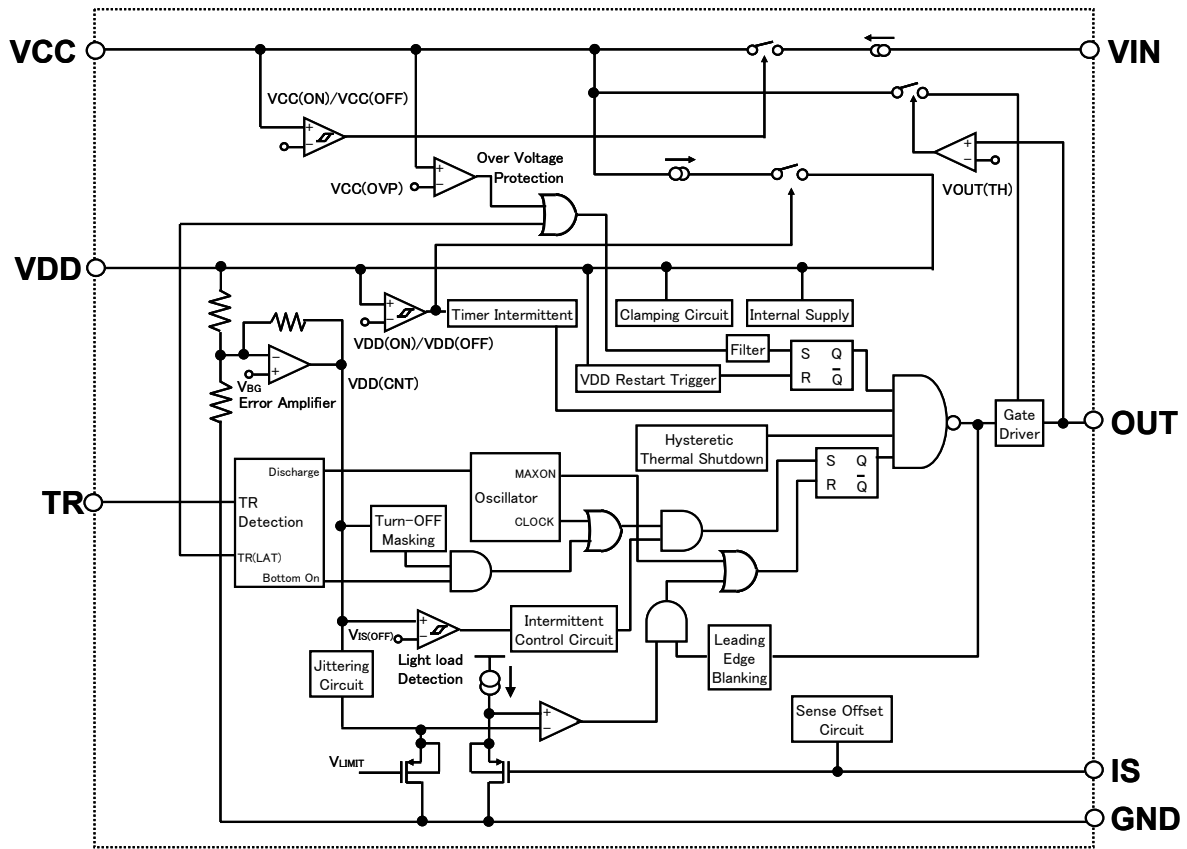 VCC
VIN
VCC(ON)/VCC(OFF)
+
−
Over Voltage
Protection
VCC(OVP)
+
−
+
−
VOUT(TH)
VDD
+
−
Timer Intermittent
Clamping Circuit
Internal Supply
VDD(ON)/VDD(OFF)
Filter
S Q
R Q̅
VDD Restart Trigger
−
+
VBG
Error Amplifier
VDD(CNT)
Gate
Driver
OUT
Hysteretic
Thermal Shutdown
S Q
R Q̅
Discharge
TR
TR
Detection
TR(LAT)
Bottom On
MAXON
Oscillator
CLOCK
Turn-OFF
Masking
+
−
VIS(OFF)
Light load
Detection
Intermittent
Control Circuit
Leading
Edge
Blanking
Jittering
Circuit
+
−
Sense Offset
Circuit
VLIMIT
IS
GND